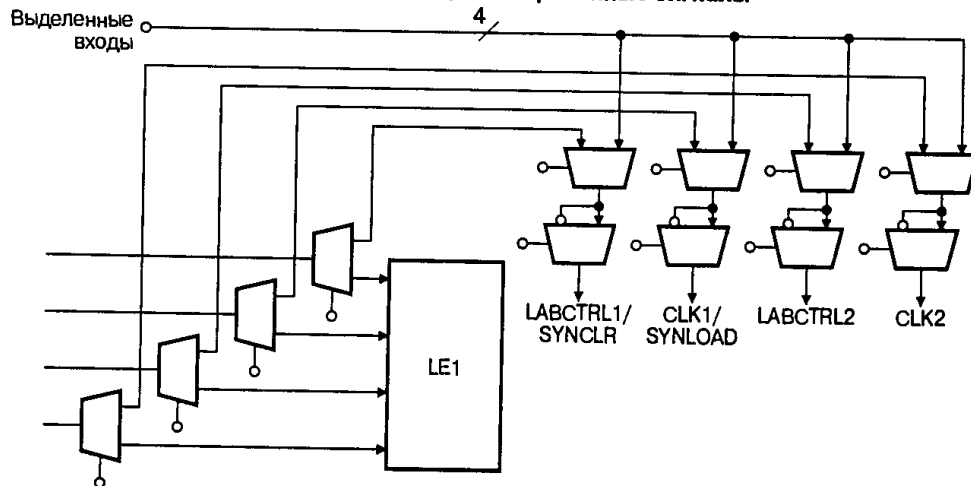 4
Выделенные
входы
LE1
LABCTRL1/
SYNCLR
CLK1/
SYNLOAD
LABCTRL2
CLK2